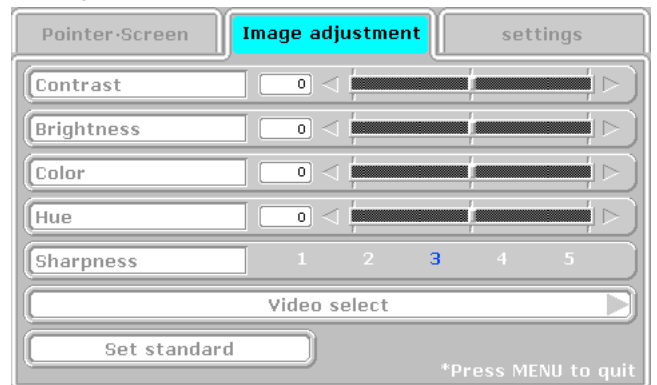 Pointer·Screen Image adjustment settings
Contrast 0
Brightness 0
Color 0
Hue 0
Sharpness 1 2 3 4 5
Video select
Set standard
*Press MENU to quit